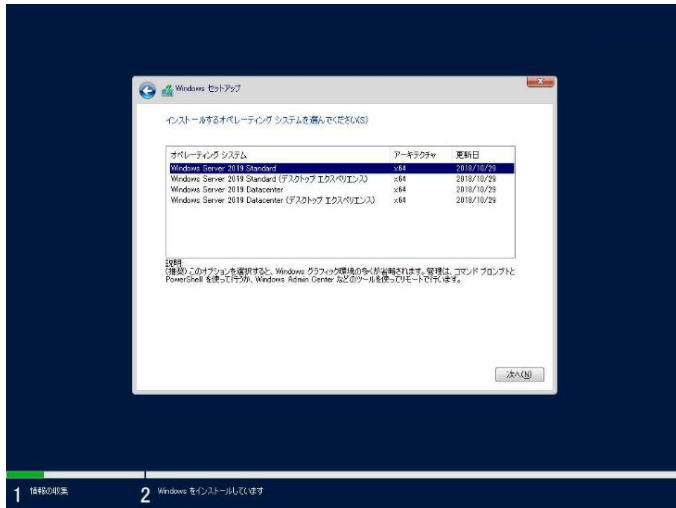 Windows セットアップ
インストールするオペレーティング システムを選んでください(S)
オペレーティング システム アーキテクチャ 更新日
Windows Server 2019 Standard x64 2018/10/29
Windows Server 2019 Standard (デスクトップ エクスペリエンス) x64 2018/10/29
Windows Server 2019 Datacenter x64 2018/10/29
Windows Server 2019 Datacenter (デスクトップ エクスペリエンス) x64 2018/10/29
説明:
(推奨) このオプションを選択すると、Windows グラフィック環境の多くが省略されます。管理は、コマンド プロンプトと
PowerShell を使って行うか、Windows Admin Center などのツールを使ってリモートで行います。
次へ(N)
1 情報の収集
2 Windows をインストールしています